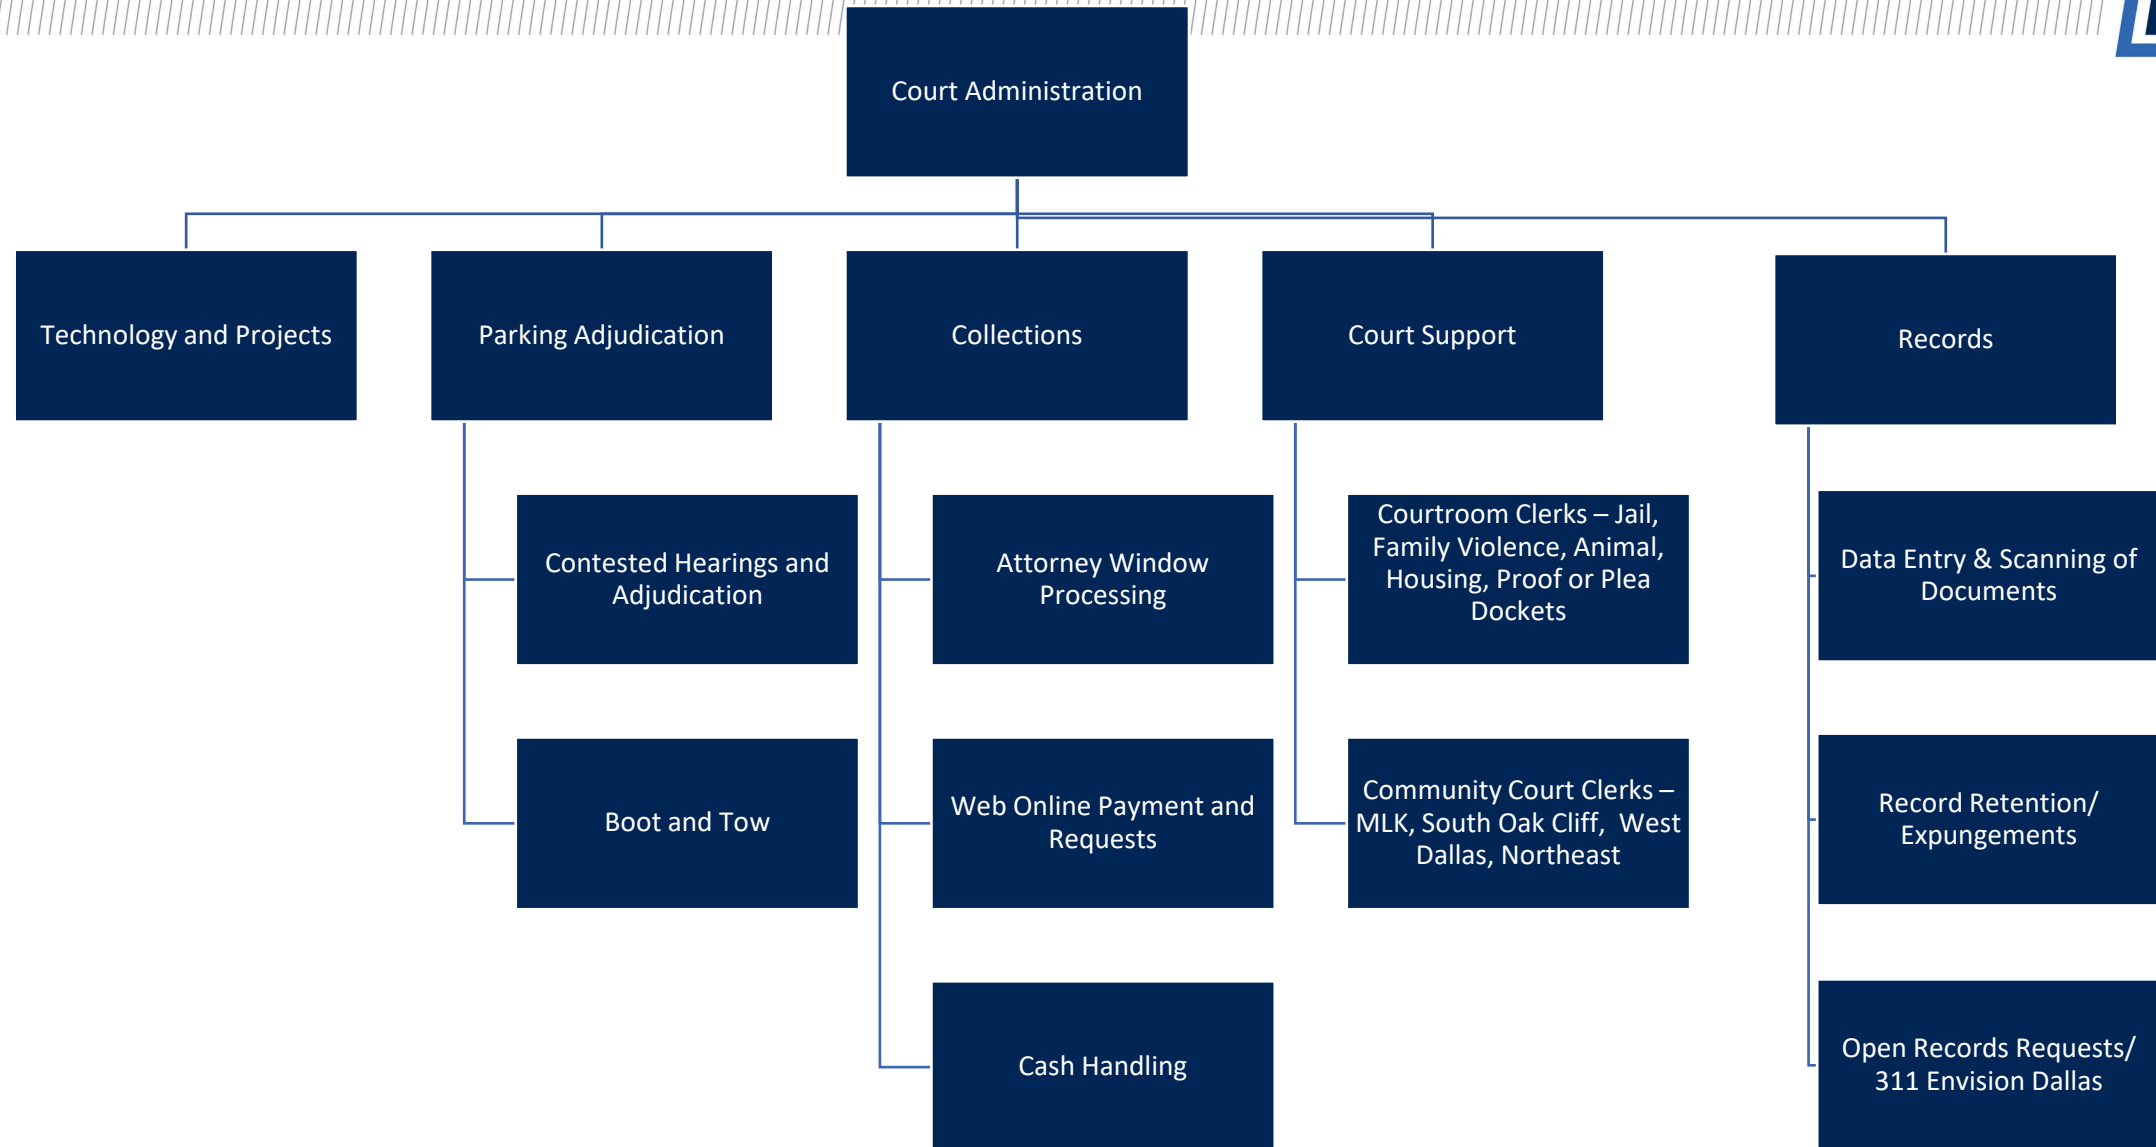 Court Administration
Technology and Projects
Parking Adjudication
Collections
Court Support
Records
Contested Hearings and
Adjudication
Boot and Tow
Attorney Window
Processing
Web Online Payment and
Requests
Cash Handling
Courtroom Clerks – Jail,
Family Violence, Animal,
Housing, Proof or Plea
Dockets
Community Court Clerks –
MLK, South Oak Cliff,  West
Dallas, Northeast
Data Entry & Scanning of
Documents
Record Retention/
Expungements
Open Records Requests/
311 Envision Dallas